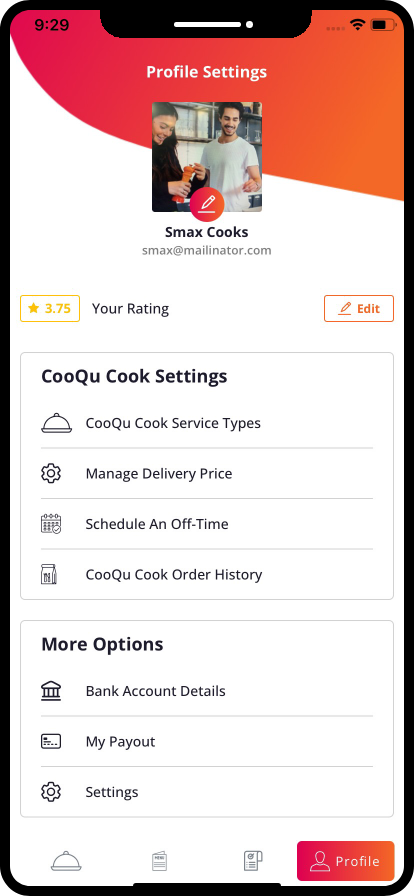 9:29
Profile Settings
Smax Cooks
smax@mailinator.com
3.75 Your Rating Edit
CooQu Cook Settings
CooQu Cook Service Types
Manage Delivery Price
Schedule An Off-Time
CooQu Cook Order History
More Options
Bank Account Details
My Payout
Settings
Profile